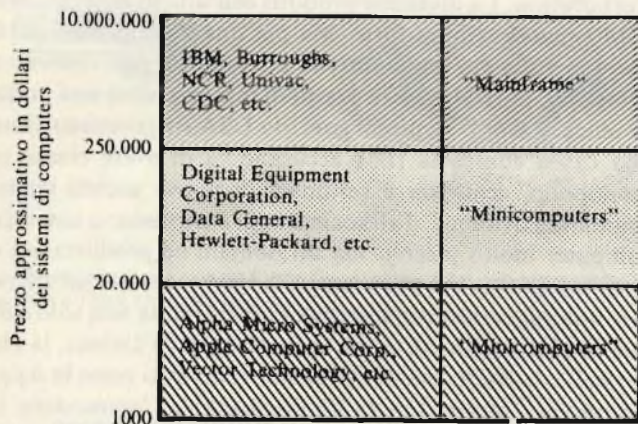 Prezzo approssimativo in dollari
dei sistemi di computers
10.000.000
IBM, Burroughs,
NCR, Univac,
CDC, etc.
"Mainframe"
250.000
Digital Equipment
Corporation,
Data General,
Hewlett-Packard, etc.
"Minicomputers"
20.000
Alpha Micro Systems,
Apple Computer Corp.,
Vector Technology, etc.
"Minicomputers"
1000